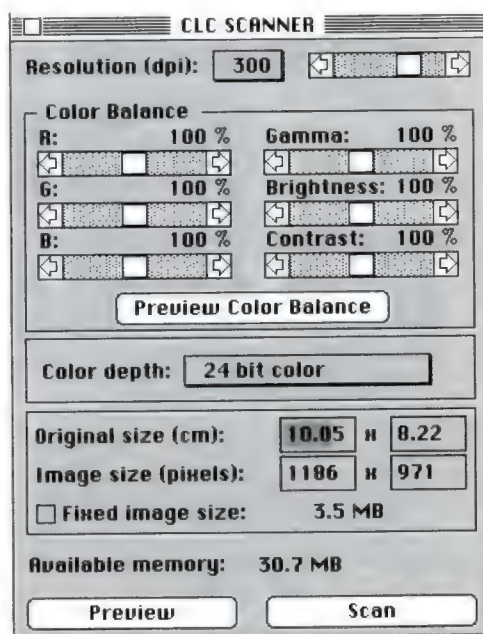 CLC SCANNER
Resolution (dpi): 300
Color Balance
R: 100 % Gamma: 100 %
G: 100 % Brightness: 100 %
B: 100 % Contrast: 100 %
Preview Color Balance
Color depth: 24 bit color
Original size (cm): 10.05 x 8.22
Image size (pixels): 1186 x 971
Fixed image size: 3.5 MB
Available memory: 30.7 MB
Preview Scan